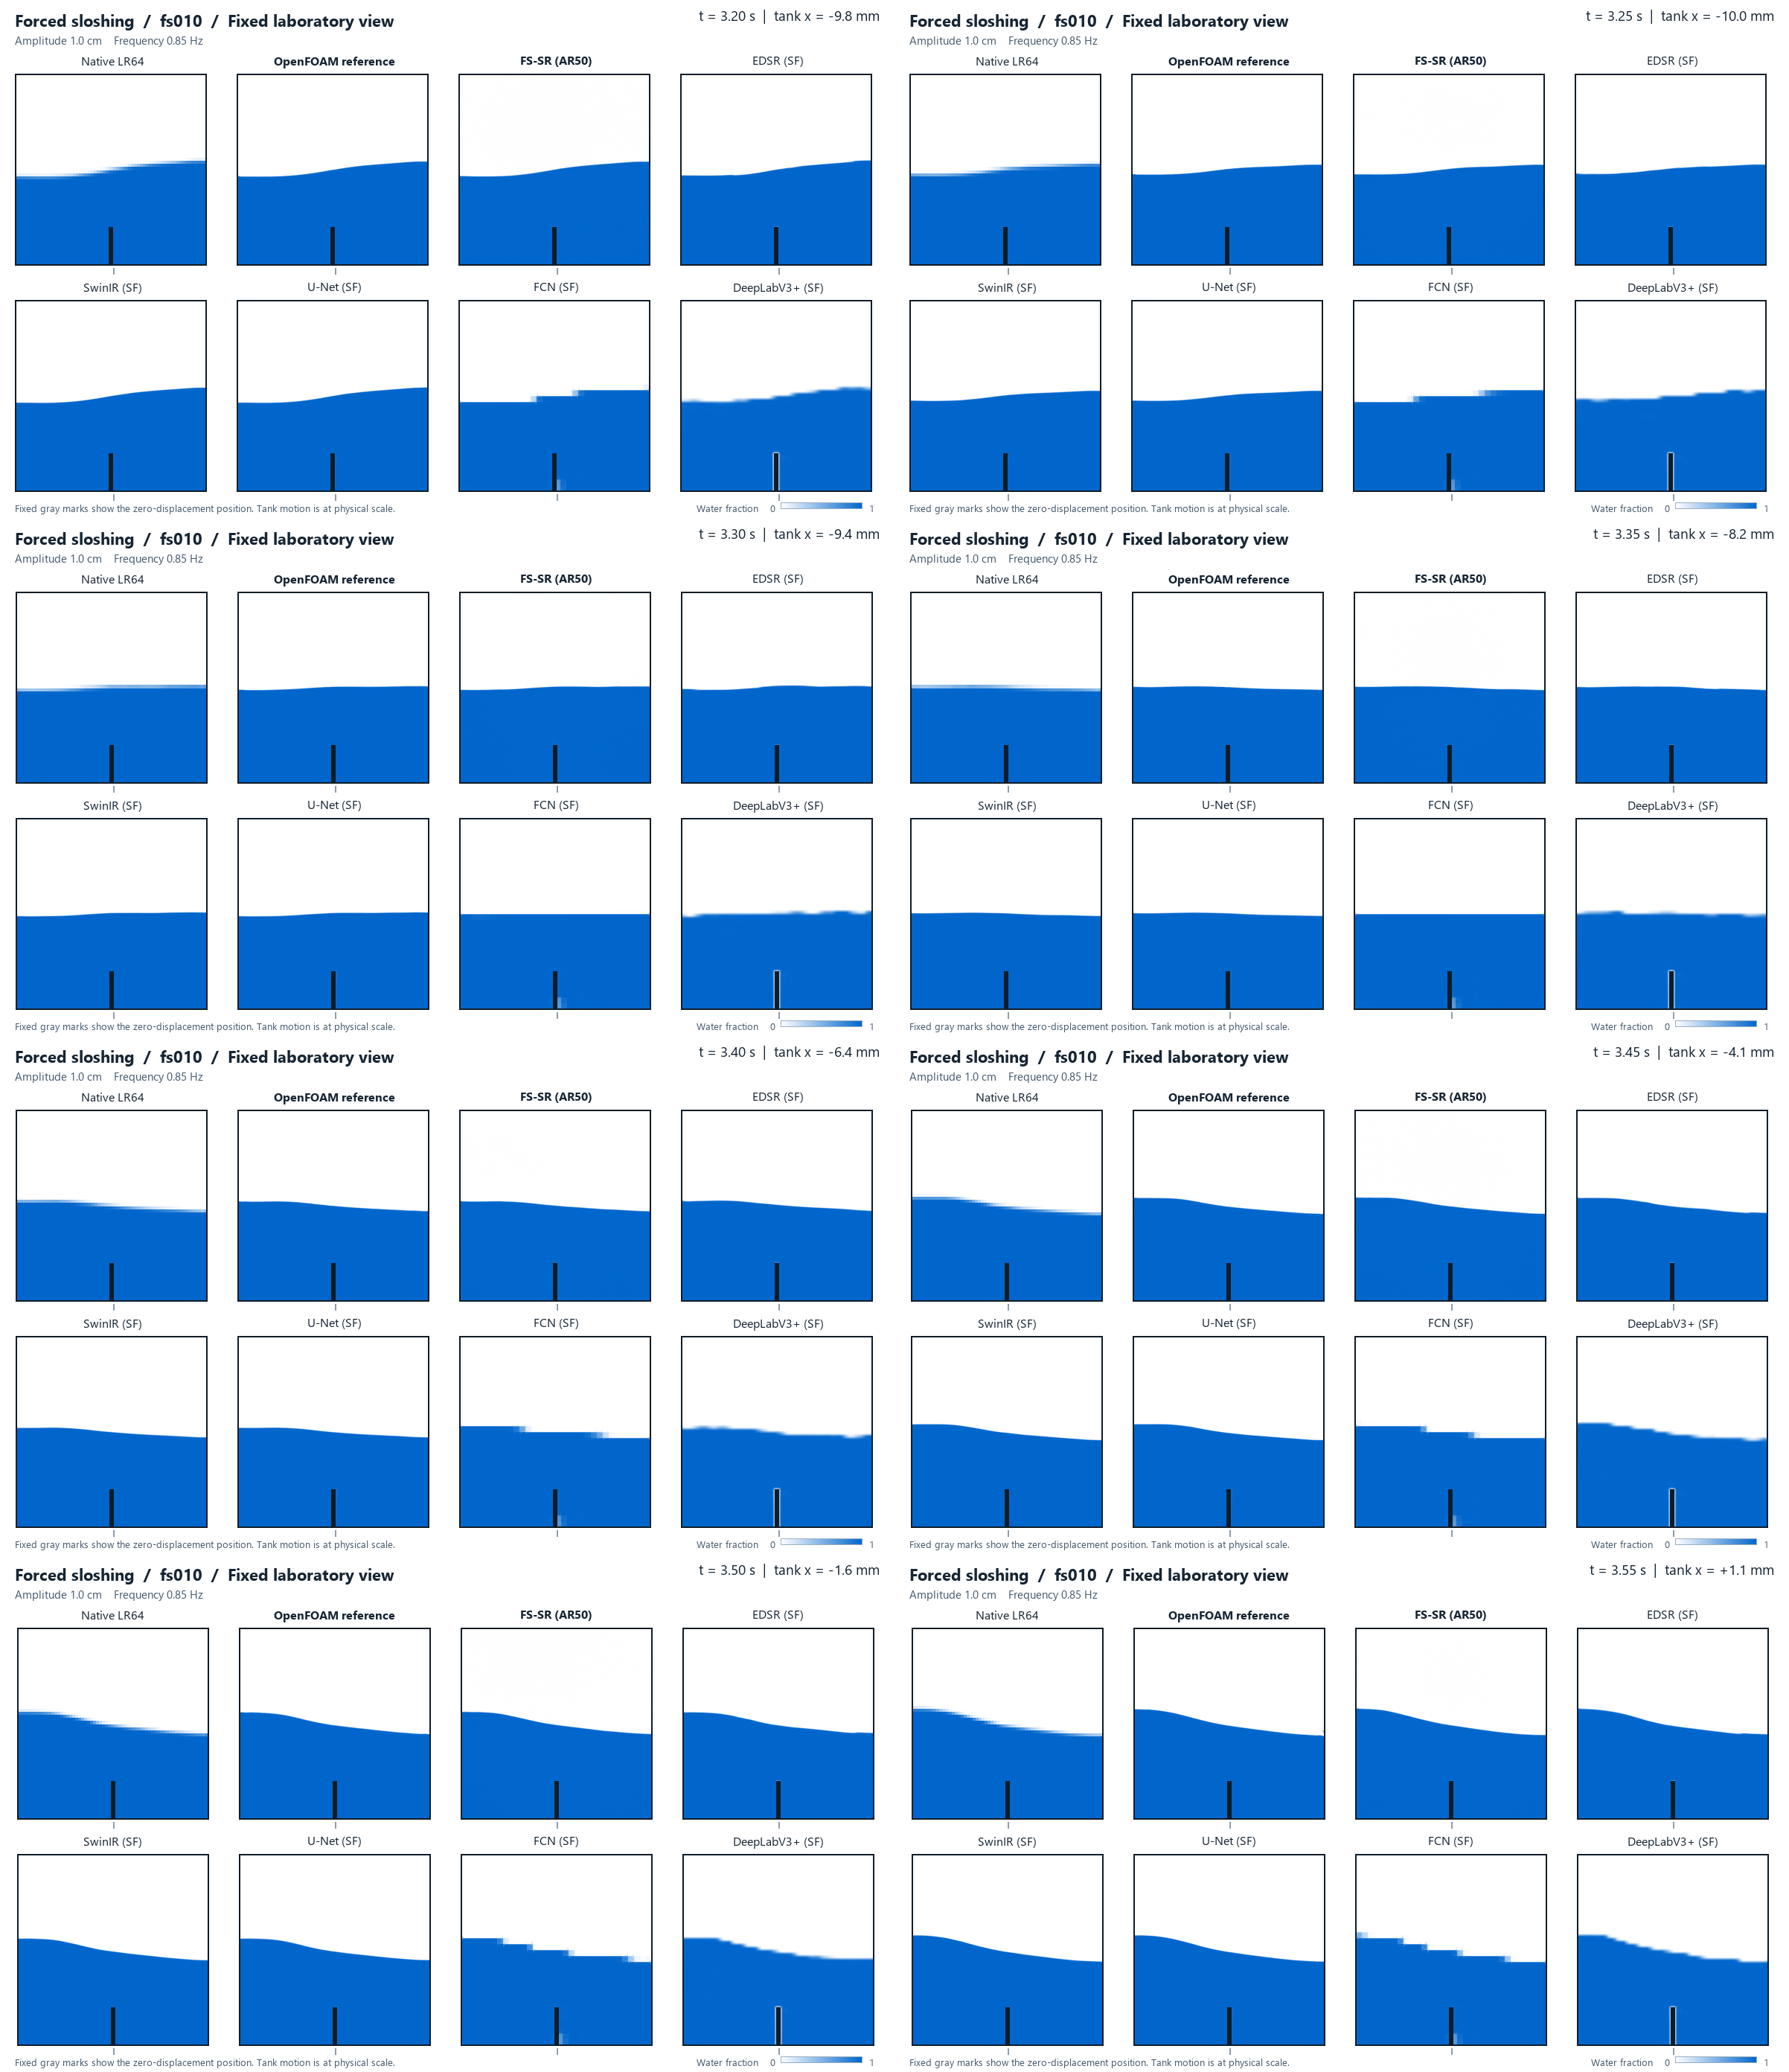 Forced sloshing / fs010 / Fixed laboratory view
t = 3.20 s | tank x = -9.8 mm
Amplitude 1.0 cm Frequency 0.85 Hz
Native LR64
OpenFOAM reference
FS-SR (AR50)
EDSR (SF)
SwinIR (SF)
U-Net (SF)
FCN (SF)
DeepLabV3+ (SF)
Fixed gray marks show the zero-displacement position. Tank motion is at physical scale.
Water fraction 0 1
Forced sloshing / fs010 / Fixed laboratory view
t = 3.25 s | tank x = -10.0 mm
Amplitude 1.0 cm Frequency 0.85 Hz
Native LR64
OpenFOAM reference
FS-SR (AR50)
EDSR (SF)
SwinIR (SF)
U-Net (SF)
FCN (SF)
DeepLabV3+ (SF)
Fixed gray marks show the zero-displacement position. Tank motion is at physical scale.
Water fraction 0 1
Forced sloshing / fs010 / Fixed laboratory view
t = 3.30 s | tank x = -9.4 mm
Amplitude 1.0 cm Frequency 0.85 Hz
Native LR64
OpenFOAM reference
FS-SR (AR50)
EDSR (SF)
SwinIR (SF)
U-Net (SF)
FCN (SF)
DeepLabV3+ (SF)
Fixed gray marks show the zero-displacement position. Tank motion is at physical scale.
Water fraction 0 1
Forced sloshing / fs010 / Fixed laboratory view
t = 3.35 s | tank x = -8.2 mm
Amplitude 1.0 cm Frequency 0.85 Hz
Native LR64
OpenFOAM reference
FS-SR (AR50)
EDSR (SF)
SwinIR (SF)
U-Net (SF)
FCN (SF)
DeepLabV3+ (SF)
Fixed gray marks show the zero-displacement position. Tank motion is at physical scale.
Water fraction 0 1
Forced sloshing / fs010 / Fixed laboratory view
t = 3.40 s | tank x = -6.4 mm
Amplitude 1.0 cm Frequency 0.85 Hz
Native LR64
OpenFOAM reference
FS-SR (AR50)
EDSR (SF)
SwinIR (SF)
U-Net (SF)
FCN (SF)
DeepLabV3+ (SF)
Fixed gray marks show the zero-displacement position. Tank motion is at physical scale.
Water fraction 0 1
Forced sloshing / fs010 / Fixed laboratory view
t = 3.45 s | tank x = -4.1 mm
Amplitude 1.0 cm Frequency 0.85 Hz
Native LR64
OpenFOAM reference
FS-SR (AR50)
EDSR (SF)
SwinIR (SF)
U-Net (SF)
FCN (SF)
DeepLabV3+ (SF)
Fixed gray marks show the zero-displacement position. Tank motion is at physical scale.
Water fraction 0 1
Forced sloshing / fs010 / Fixed laboratory view
t = 3.50 s | tank x = -1.6 mm
Amplitude 1.0 cm Frequency 0.85 Hz
Native LR64
OpenFOAM reference
FS-SR (AR50)
EDSR (SF)
SwinIR (SF)
U-Net (SF)
FCN (SF)
DeepLabV3+ (SF)
Fixed gray marks show the zero-displacement position. Tank motion is at physical scale.
Water fraction 0 1
Forced sloshing / fs010 / Fixed laboratory view
t = 3.55 s | tank x = +1.1 mm
Amplitude 1.0 cm Frequency 0.85 Hz
Native LR64
OpenFOAM reference
FS-SR (AR50)
EDSR (SF)
SwinIR (SF)
U-Net (SF)
FCN (SF)
DeepLabV3+ (SF)
Fixed gray marks show the zero-displacement position. Tank motion is at physical scale.
Water fraction 0 1